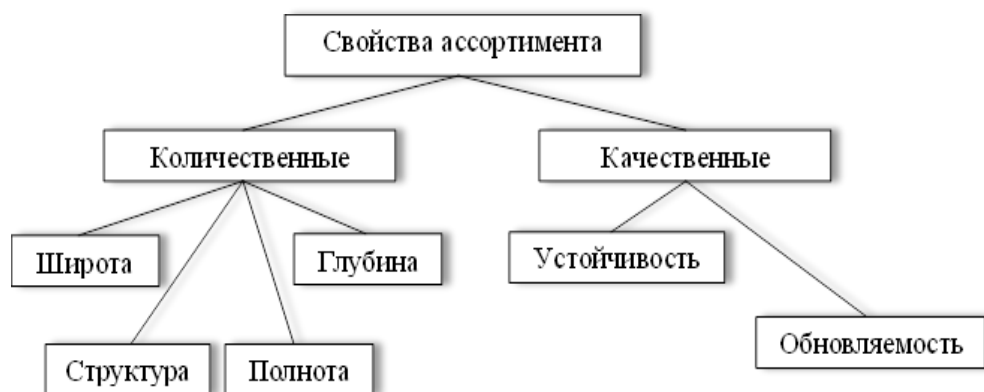 Свойства ассортимента
Количественные
Качественные
Широта
Глубина
Устойчивость
Обновляемость
Структура
Полнота